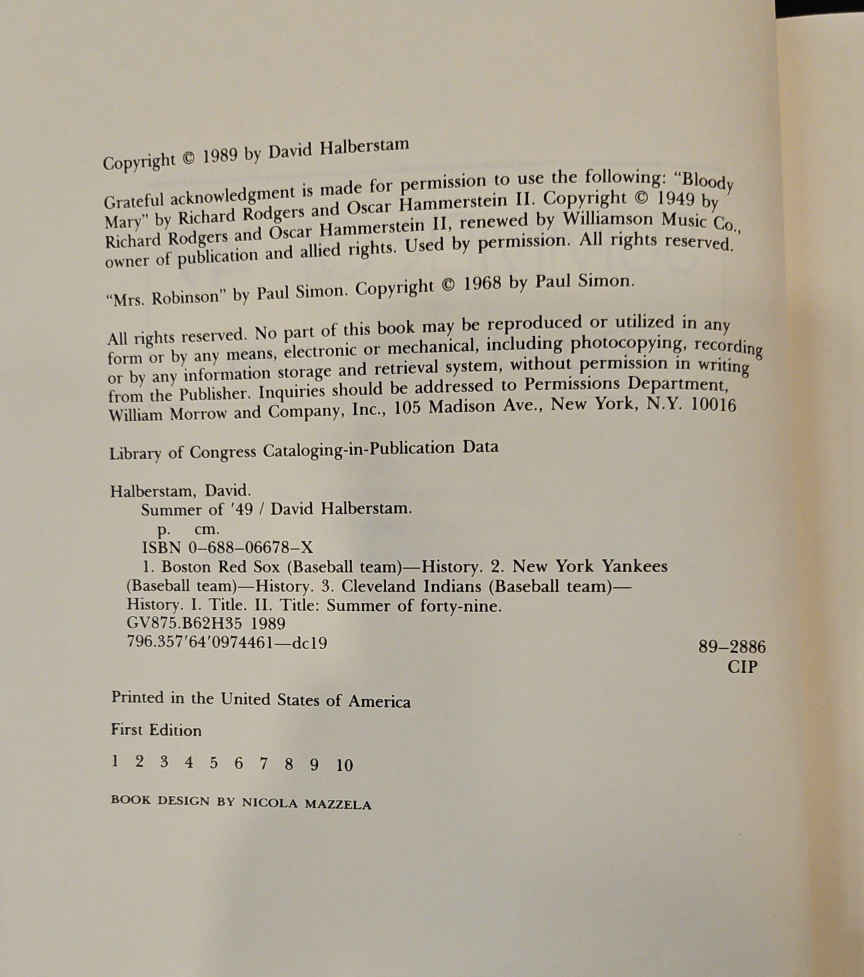 Copyright © 1989 by David Halberstam
Grateful acknowledgment is made for permission to use the following: “Bloody
Mary” by Richard Rodgers and Oscar Hammerstein II. Copyright © 1949 by
Richard Rodgers and Oscar Hammerstein II, renewed by Williamson Music Co.,
owner of publication and allied rights. Used by permission. All rights reserved.
“Mrs. Robinson” by Paul Simon. Copyright © 1968 by Paul Simon.
All rights reserved. No part of this book may be reproduced or utilized in any
form or by any means, electronic or mechanical, including photocopying, recording
or by any information storage and retrieval system, without permission in writing
from the Publisher. Inquiries should be addressed to Permissions Department,
William Morrow and Company, Inc., 105 Madison Ave., New York, N.Y. 10016
Library of Congress Cataloging-in-Publication Data
Halberstam, David.
Summer of '49 / David Halberstam.
p. cm.
ISBN 0–688–06678–X
1. Boston Red Sox (Baseball team)—History. 2. New York Yankees
(Baseball team)—History. 3. Cleveland Indians (Baseball team)—
History. I. Title. II. Title: Summer of forty-nine.
GV875.B62H35 1989
796.357'64'0974461—dc19
89–2886
CIP
Printed in the United States of America
First Edition
1 2 3 4 5 6 7 8 9 10
BOOK DESIGN BY NICOLA MAZZELA